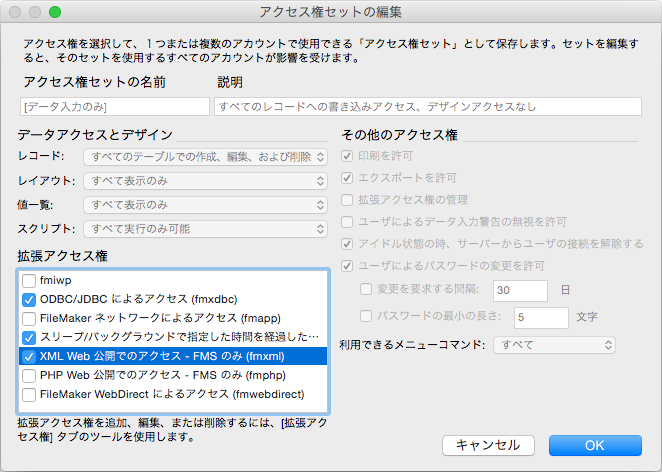 アクセス権セットの編集
アクセス権を選択して、1つまたは複数のアカウントで使用できる「アクセス権セット」として保存します。セットを編集す
ると、そのセットを使用するすべてのアカウントが影響を受けます。
アクセス権セットの名前 説明
[データ入力のみ] すべてのレコードへの書き込みアクセス、デザインアクセスなし
データアクセスとデザイン
レコード: すべてのテーブルでの作成、編集、および削除
レイアウト: すべて表示のみ
値一覧: すべて表示のみ
スクリプト: すべて実行のみ可能
拡張アクセス権
fmiwp
ODBC/JDBC によるアクセス (fmxdbc)
FileMaker ネットワークによるアクセス (fmapp)
スリープ/バックグラウンドで指定した時間を経過した…
XML Web 公開でのアクセス - FMS のみ (fmxml)
PHP Web 公開でのアクセス - FMS のみ (fmphp)
FileMaker WebDirect によるアクセス (fmwebdirect)
拡張アクセス権を追加、編集、または削除するには、[拡張アク
セス権] タブのツールを使用します。
その他のアクセス権
印刷を許可
エクスポートを許可
拡張アクセス権の管理
ユーザによるデータ入力警告の無視を許可
アイドル状態の時、サーバーからユーザの接続を解除する
ユーザによるパスワードの変更を許可
変更を要求する間隔: 30 日
パスワードの最小の長さ: 5 文字
利用できるメニューコマンド: すべて
キャンセル OK